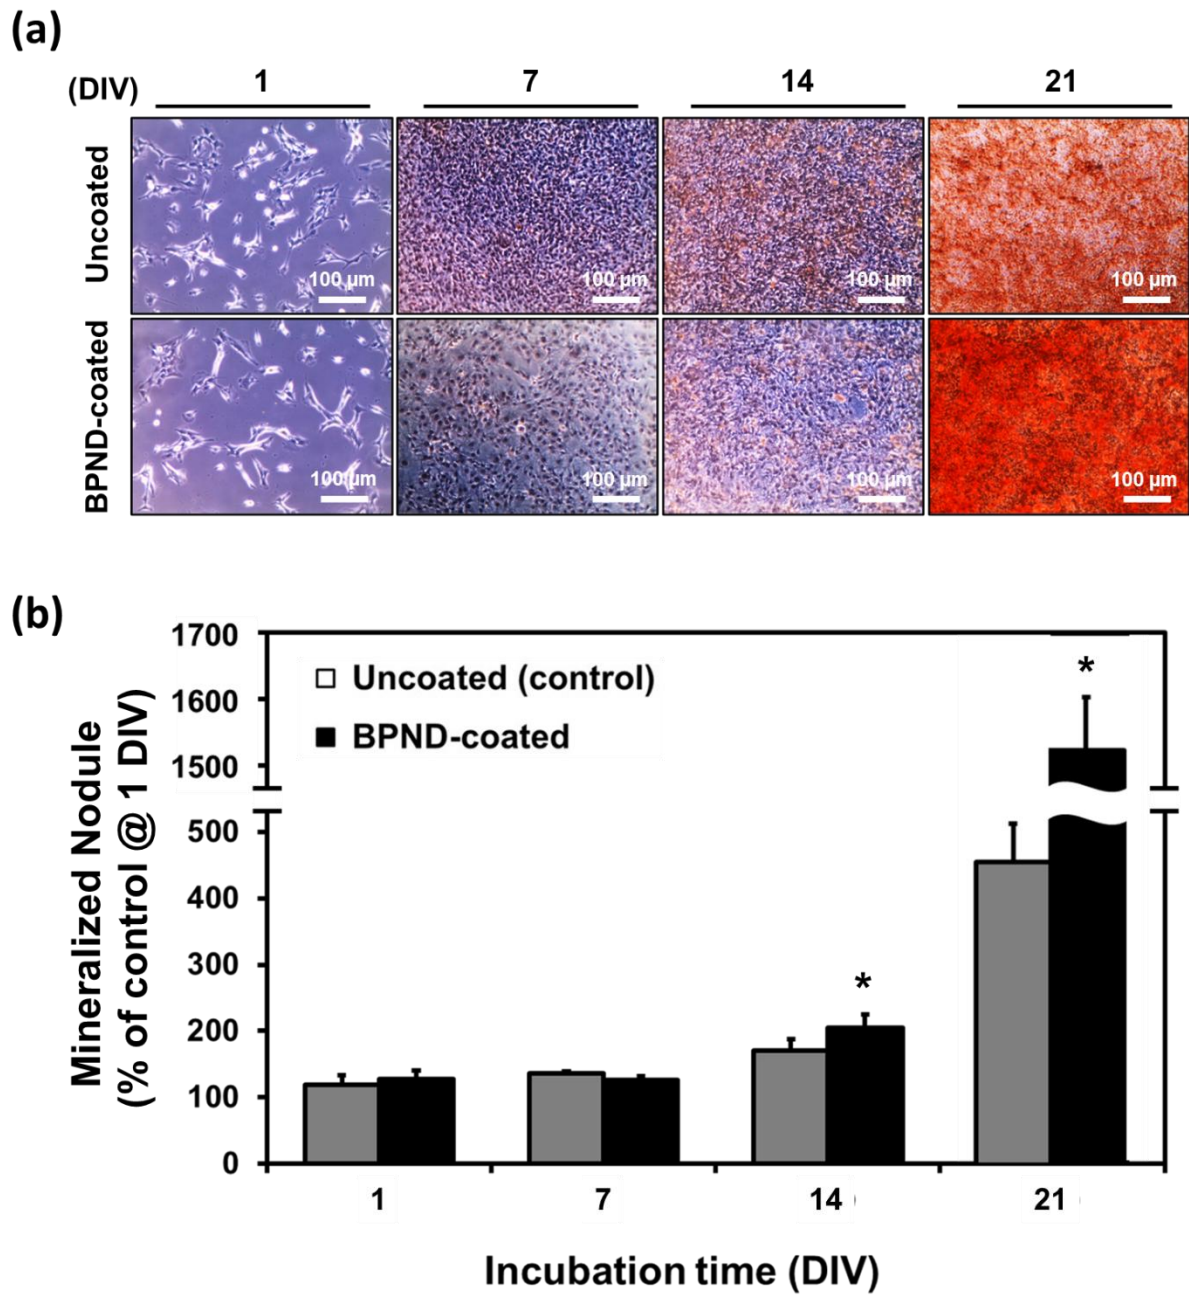 (a)
(DIV) 1 7 14 21
Uncoated
100 µm 100 µm 100 µm 100 µm
BPND-coated
100 µm 100 µm 100 µm 100 µm
(b)
Mineralized Nodule
(% of control @ 1 DIV)
1700
1600
1500
500
400
300
200
100
0
Uncoated (control)
BPND-coated
*
*
1 7 14 21
Incubation time (DIV)